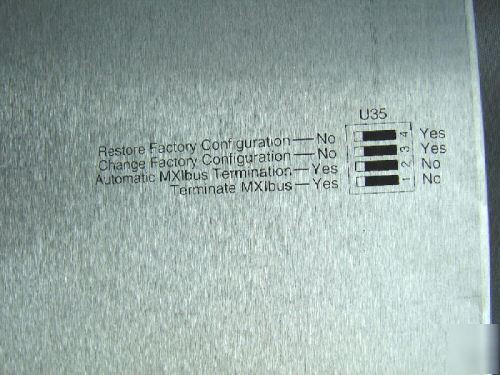 U35
Restore Factory Configuration — No 4 Yes
Change Factory Configuration — No 3 Yes
Automatic MXIbus Termination — Yes 2 No
Terminate MXIbus — Yes 1 No